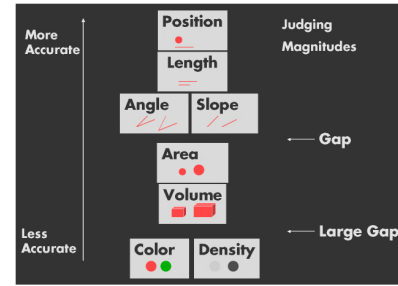 Position
Judging
Magnitudes
More
Accurate
Length
Angle
Slope
Gap
Area
Volume
Large Gap
Less
Accurate
Color
Density